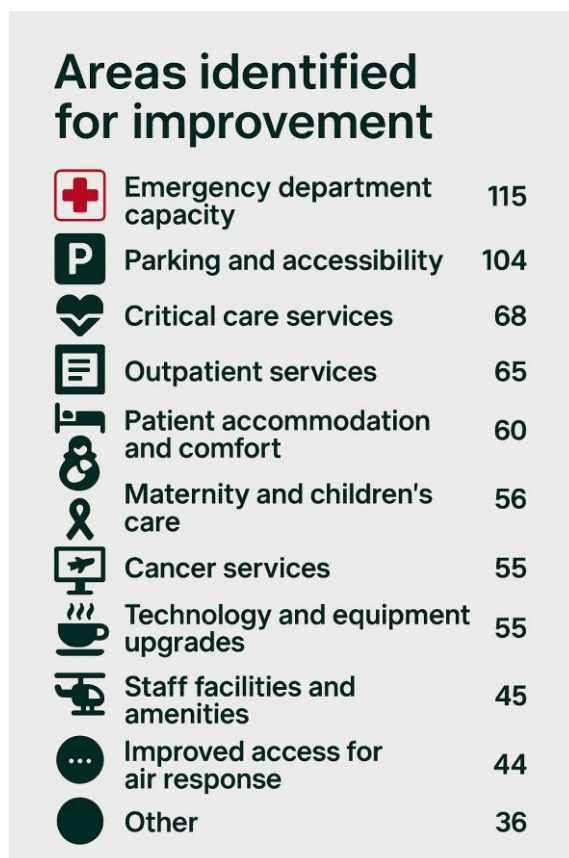 Areas identified
for improvement
Emergency department
capacity
115
P
Parking and accessibility
104
Critical care services
68
Outpatient services
65
Patient accommodation
and comfort
60
Maternity and children's
care
56
Cancer services
55
Technology and equipment
upgrades
55
Staff facilities and
amenities
45
Improved access for
air response
44
Other
36